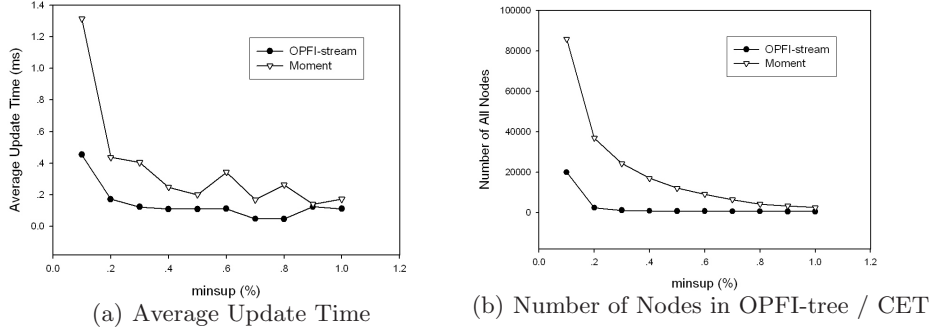 1.4
1.2
1.0
.8
.6
.4
.2
0.0
Average Update Time (ms)
OPFI-stream
Moment
0.0 .2 .4 .6 .8 1.0 1.2
minsup (%)
(a) Average Update Time
100000
80000
60000
40000
20000
0
Number of All Nodes
OPFI-stream
Moment
0.0 .2 .4 .6 .8 1.0 1.2
minsup (%)
(b) Number of Nodes in OPFI-tree / CET